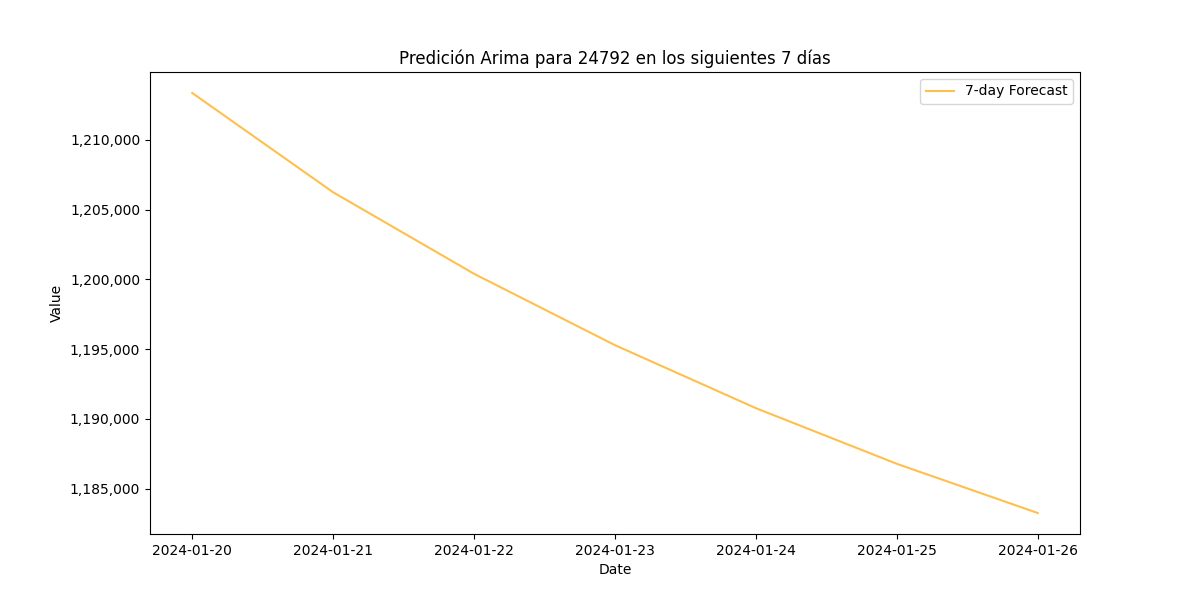 Predición Arima para 24792 en los siguientes 7 días
7-day Forecast
1,210,000
1,205,000
1,200,000
1,195,000
1,190,000
1,185,000
Value
2024-01-20 2024-01-21 2024-01-22 2024-01-23 2024-01-24 2024-01-25 2024-01-26
Date